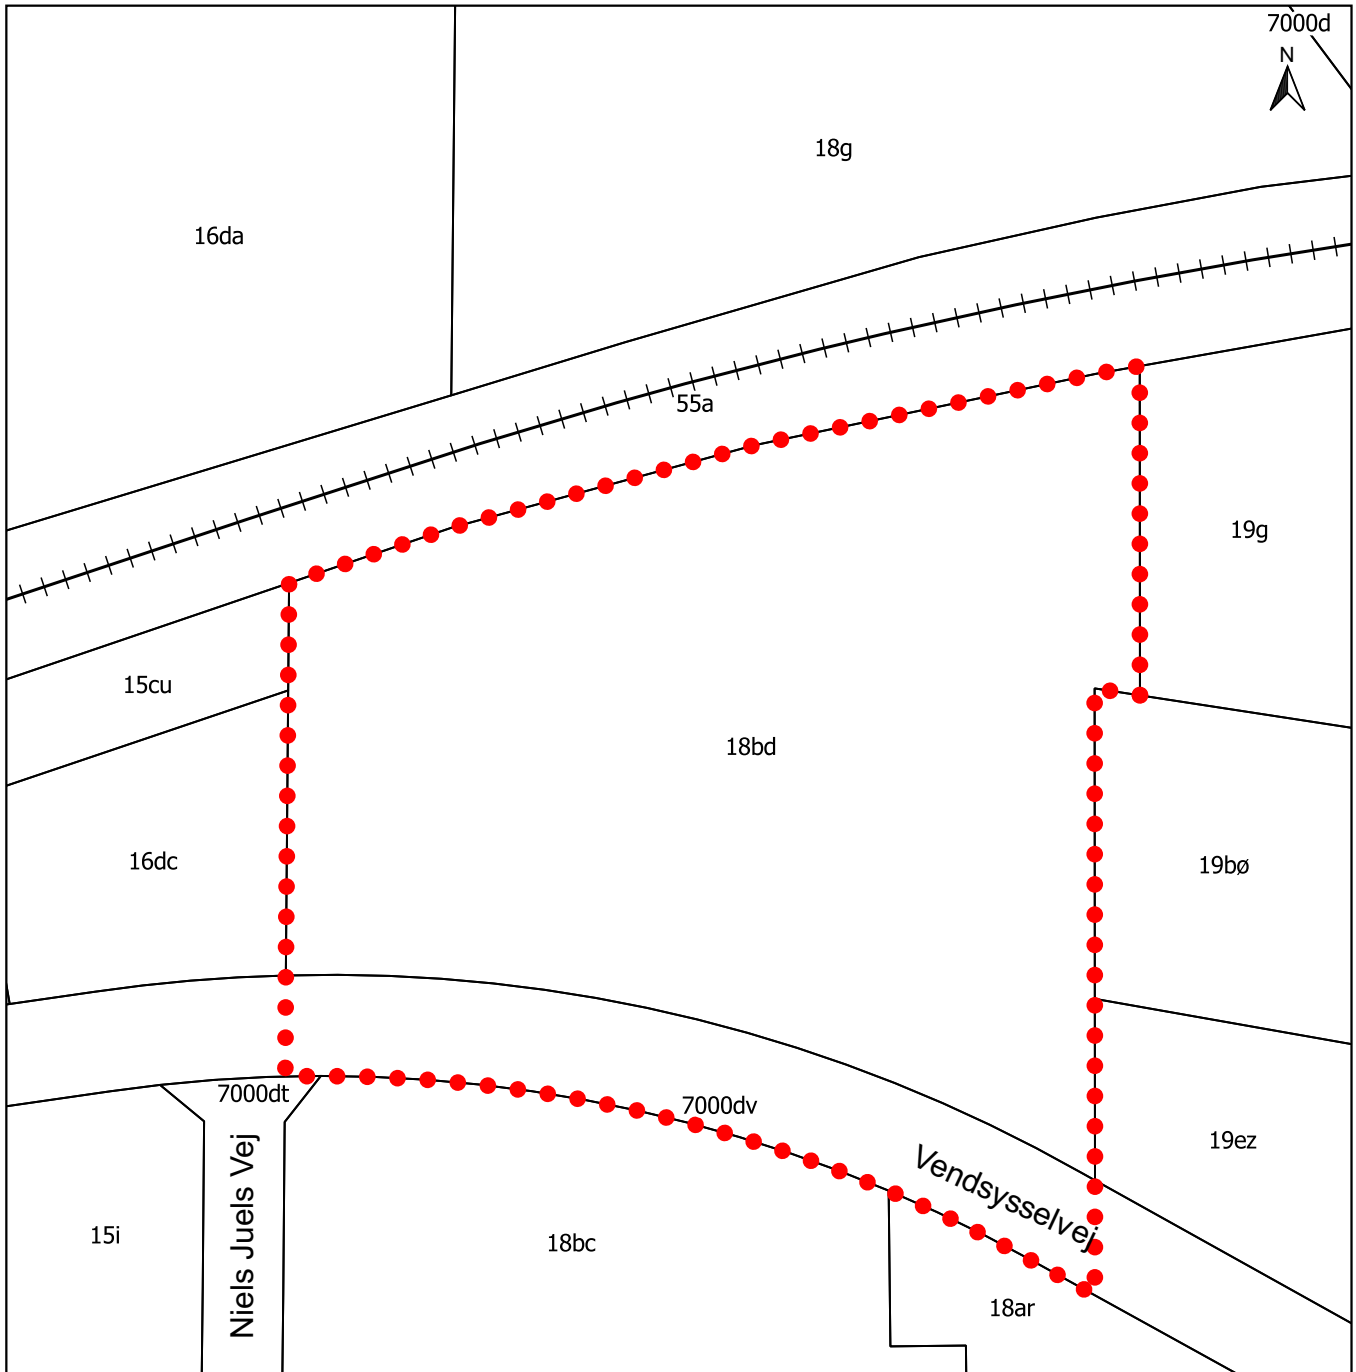 7000d
N
18g
16da
55a
19g
15cu
18bd
16dc
19bø
7000dt
7000dv
19ez
Vendsysselvej
Niels Juels Vej
15i
18bc
18ar